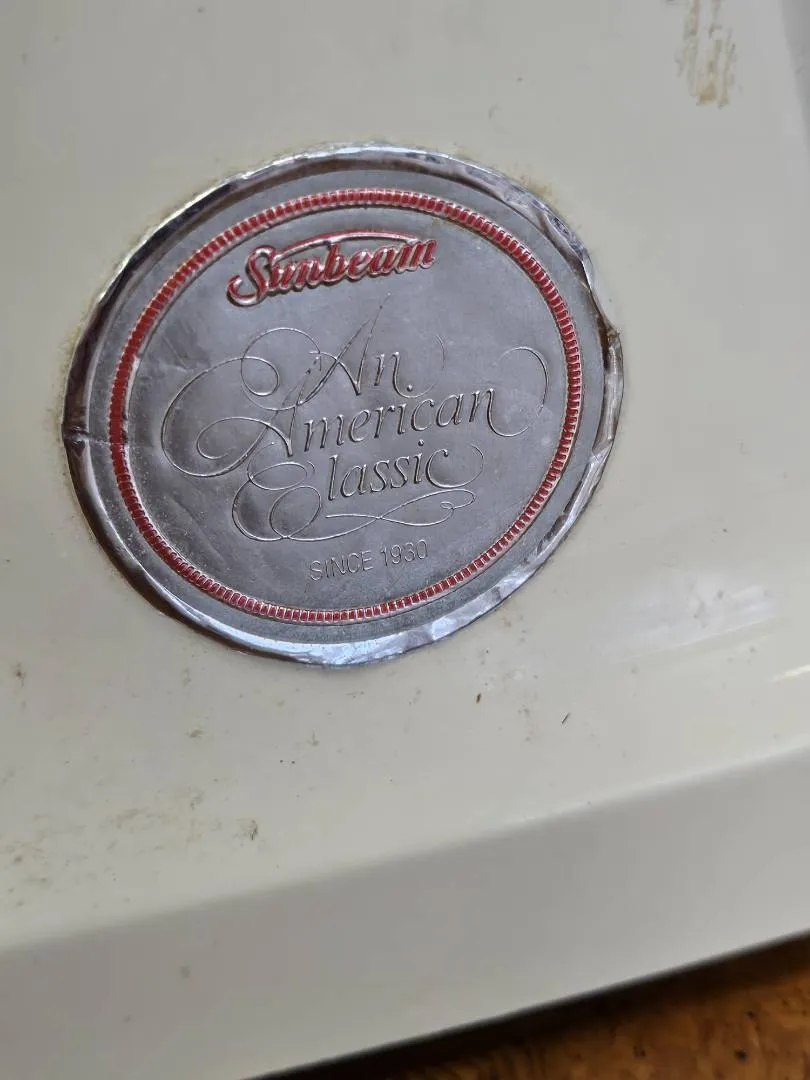 Sunbeam
An
American
Classic
SINCE 1930